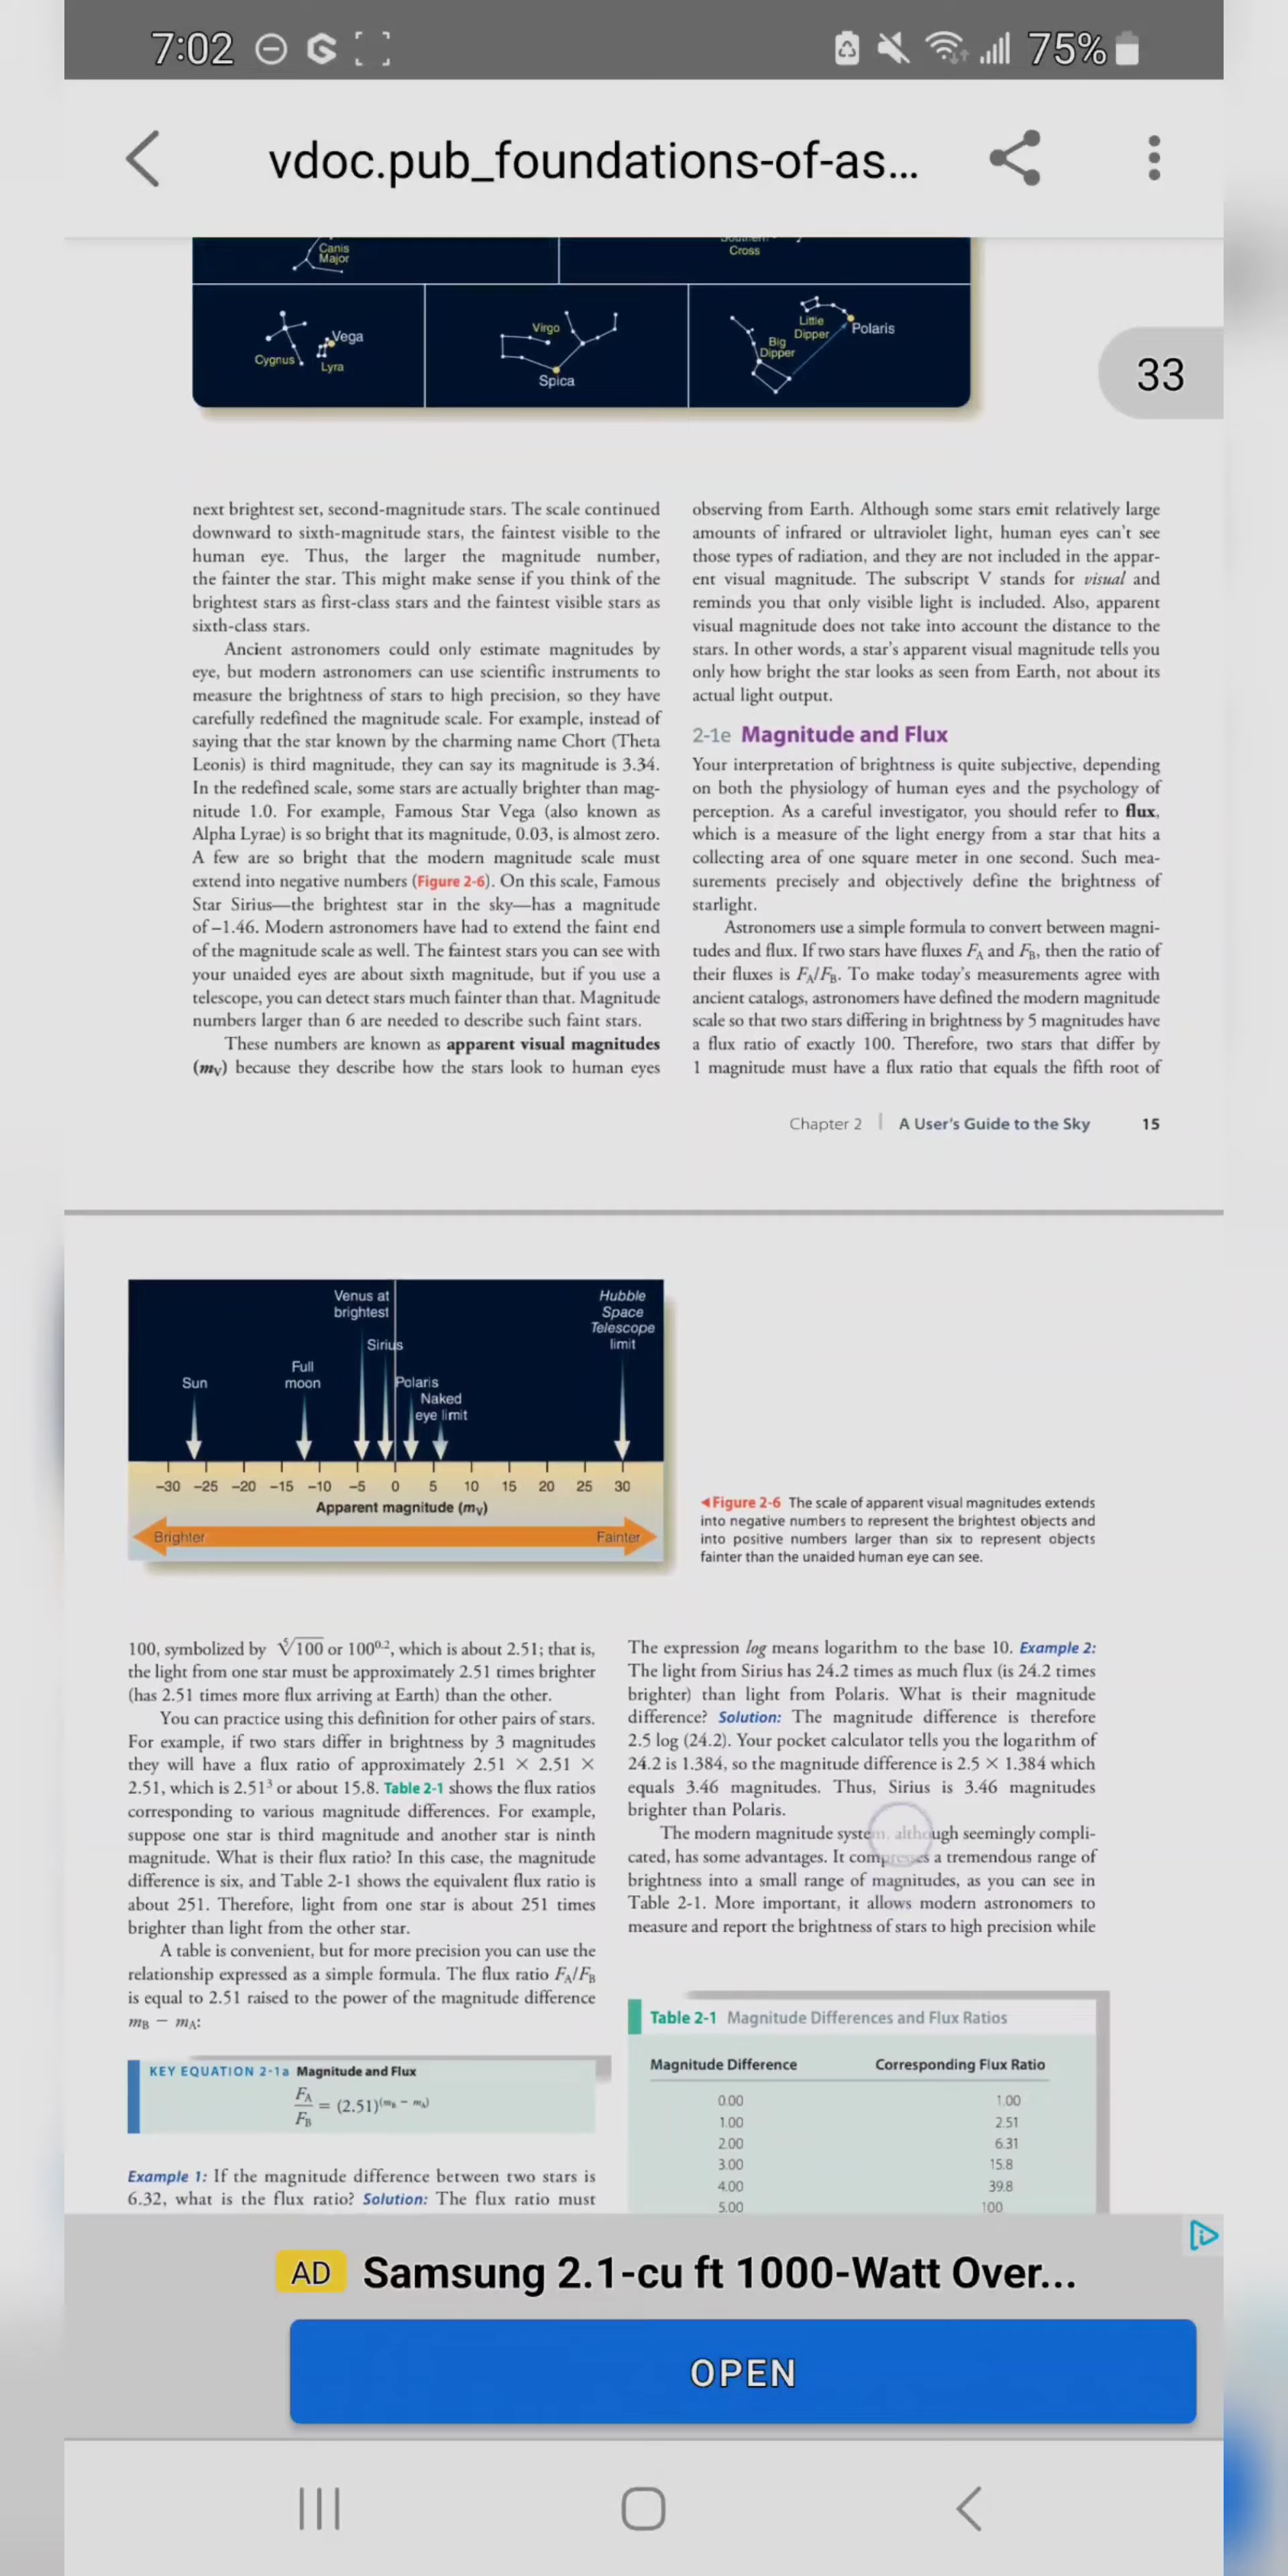 7:02
75%
vdoc.pub_foundations-of-as...
33
Canis
Major
Southern
Cross
Vega
Cygnus
Lyra
Virgo
Spica
Little
Dipper
Polaris
Big
Dipper
next brightest set, second-magnitude stars. The scale continued
downward to sixth-magnitude stars, the faintest visible to the
human eye. Thus, the larger the magnitude number,
the fainter the star. This might make sense if you think of the
brightest stars as first-class stars and the faintest visible stars as
sixth-class stars.
Ancient astronomers could only estimate magnitudes by
eye, but modern astronomers can use scientific instruments to
measure the brightness of stars to high precision, so they have
carefully redefined the magnitude scale. For example, instead of
saying that the star known by the charming name Chort (Theta
Leonis) is third magnitude, they can say its magnitude is 3.34.
In the redefined scale, some stars are actually brighter than mag-
nitude 1.0. For example, Famous Star Vega (also known as
Alpha Lyrae) is so bright that its magnitude, 0.03, is almost zero.
A few are so bright that the modern magnitude scale must
extend into negative numbers (Figure 2-6). On this scale, Famous
Star Sirius—the brightest star in the sky—has a magnitude
of –1.46. Modern astronomers have had to extend the faint end
of the magnitude scale as well. The faintest stars you can see with
your unaided eyes are about sixth magnitude, but if you use a
telescope, you can detect stars much fainter than that. Magnitude
numbers larger than 6 are needed to describe such faint stars.
These numbers are known as apparent visual magnitudes
(mV) because they describe how the stars look to human eyes
observing from Earth. Although some stars emit relatively large
amounts of infrared or ultraviolet light, human eyes can't see
those types of radiation, and they are not included in the appar-
ent visual magnitude. The subscript V stands for visual and
reminds you that only visible light is included. Also, apparent
visual magnitude does not take into account the distance to the
stars. In other words, a star's apparent visual magnitude tells you
only how bright the star looks as seen from Earth, not about its
actual light output.
2-1e Magnitude and Flux
Your interpretation of brightness is quite subjective, depending
on both the physiology of human eyes and the psychology of
perception. As a careful investigator, you should refer to flux,
which is a measure of the light energy from a star that hits a
collecting area of one square meter in one second. Such mea-
surements precisely and objectively define the brightness of
starlight.
Astronomers use a simple formula to convert between magni-
tudes and flux. If two stars have fluxes FA and FB, then the ratio of
their fluxes is FA/FB. To make today's measurements agree with
ancient catalogs, astronomers have defined the modern magnitude
scale so that two stars differing in brightness by 5 magnitudes have
a flux ratio of exactly 100. Therefore, two stars that differ by
1 magnitude must have a flux ratio that equals the fifth root of
Chapter 2 | A User's Guide to the Sky 15
Venus at
brightest
Hubble
Space
Telescope
limit
Sirius
Full
moon
Sun
Polaris
Naked
eye limit
–30 –25 –20 –15 –10 –5 0 5 10 15 20 25 30
Apparent magnitude (mV)
Brighter
Fainter
◀Figure 2-6 The scale of apparent visual magnitudes extends
into negative numbers to represent the brightest objects and
into positive numbers larger than six to represent objects
fainter than the unaided human eye can see.
100, symbolized by ⁵√100 or 100^0.2, which is about 2.51; that is,
the light from one star must be approximately 2.51 times brighter
(has 2.51 times more flux arriving at Earth) than the other.
You can practice using this definition for other pairs of stars.
For example, if two stars differ in brightness by 3 magnitudes
they will have a flux ratio of approximately 2.51 × 2.51 ×
2.51, which is 2.51³ or about 15.8. Table 2-1 shows the flux ratios
corresponding to various magnitude differences. For example,
suppose one star is third magnitude and another star is ninth
magnitude. What is their flux ratio? In this case, the magnitude
difference is six, and Table 2-1 shows the equivalent flux ratio is
about 251. Therefore, light from one star is about 251 times
brighter than light from the other star.
A table is convenient, but for more precision you can use the
relationship expressed as a simple formula. The flux ratio FA/FB
is equal to 2.51 raised to the power of the magnitude difference
mB − mA:
KEY EQUATION 2-1a Magnitude and Flux
FA/FB = (2.51)^(mB − mA)
Example 1: If the magnitude difference between two stars is
6.32, what is the flux ratio? Solution: The flux ratio must
The expression log means logarithm to the base 10. Example 2:
The light from Sirius has 24.2 times as much flux (is 24.2 times
brighter) than light from Polaris. What is their magnitude
difference? Solution: The magnitude difference is therefore
2.5 log (24.2). Your pocket calculator tells you the logarithm of
24.2 is 1.384, so the magnitude difference is 2.5 × 1.384 which
equals 3.46 magnitudes. Thus, Sirius is 3.46 magnitudes
brighter than Polaris.
The modern magnitude system, although seemingly compli-
cated, has some advantages. It compresses a tremendous range of
brightness into a small range of magnitudes, as you can see in
Table 2-1. More important, it allows modern astronomers to
measure and report the brightness of stars to high precision while
Table 2-1 Magnitude Differences and Flux Ratios
Magnitude Difference Corresponding Flux Ratio
0.00 1.00
1.00 2.51
2.00 6.31
3.00 15.8
4.00 39.8
5.00 100
AD Samsung 2.1-cu ft 1000-Watt Over...
OPEN